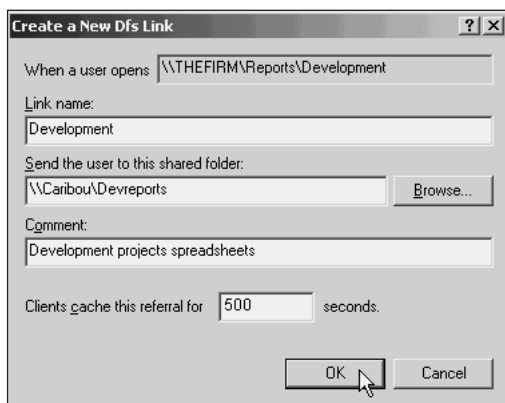 Create a New Dfs Link
When a user opens \\THEFIRM\Reports\Development
Link name:
Development
Send the user to this shared folder:
\\Caribou\Devreports
Browse...
Comment:
Development projects spreadsheets
Clients cache this referral for 500 seconds.
OK Cancel